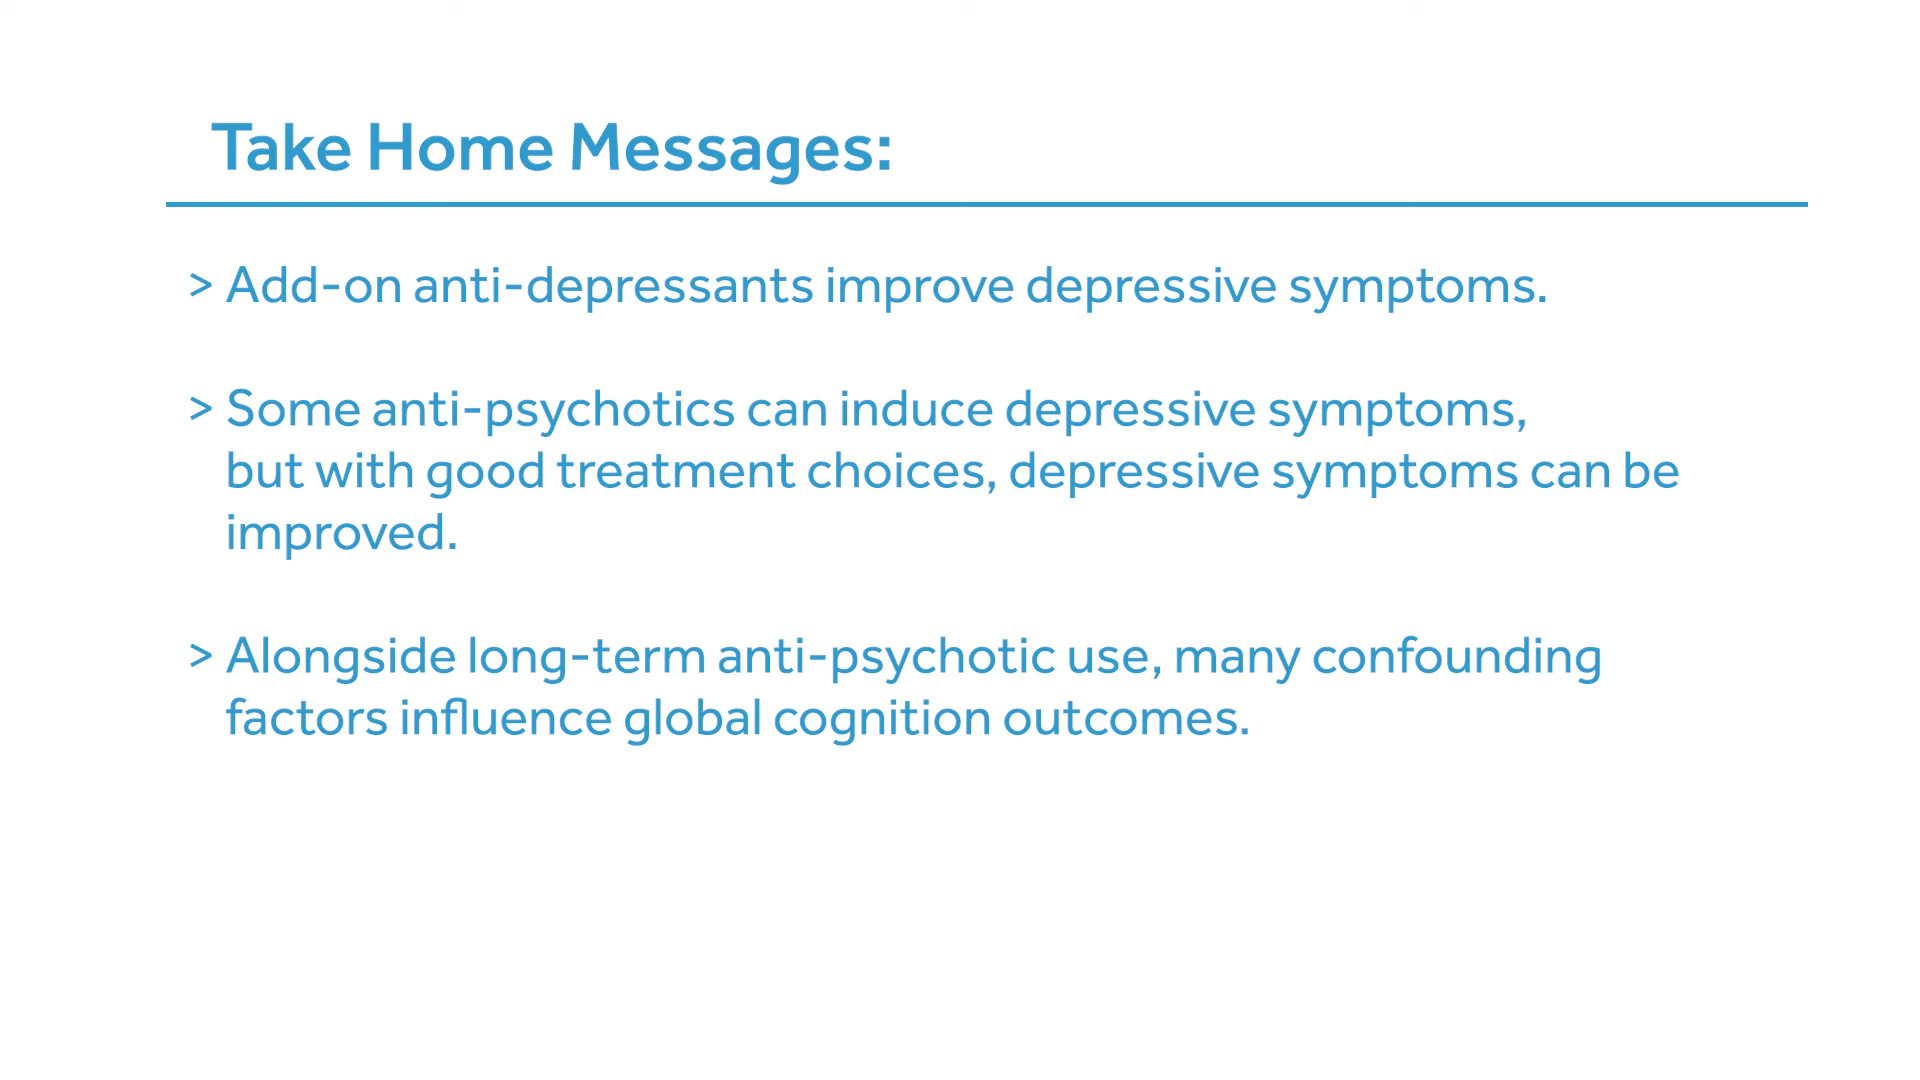 Take Home Messages:
> Add-on anti-depressants improve depressive symptoms.
> Some anti-psychotics can induce depressive symptoms,
but with good treatment choices, depressive symptoms can be
improved.
> Alongside long-term anti-psychotic use, many confounding
factors influence global cognition outcomes.